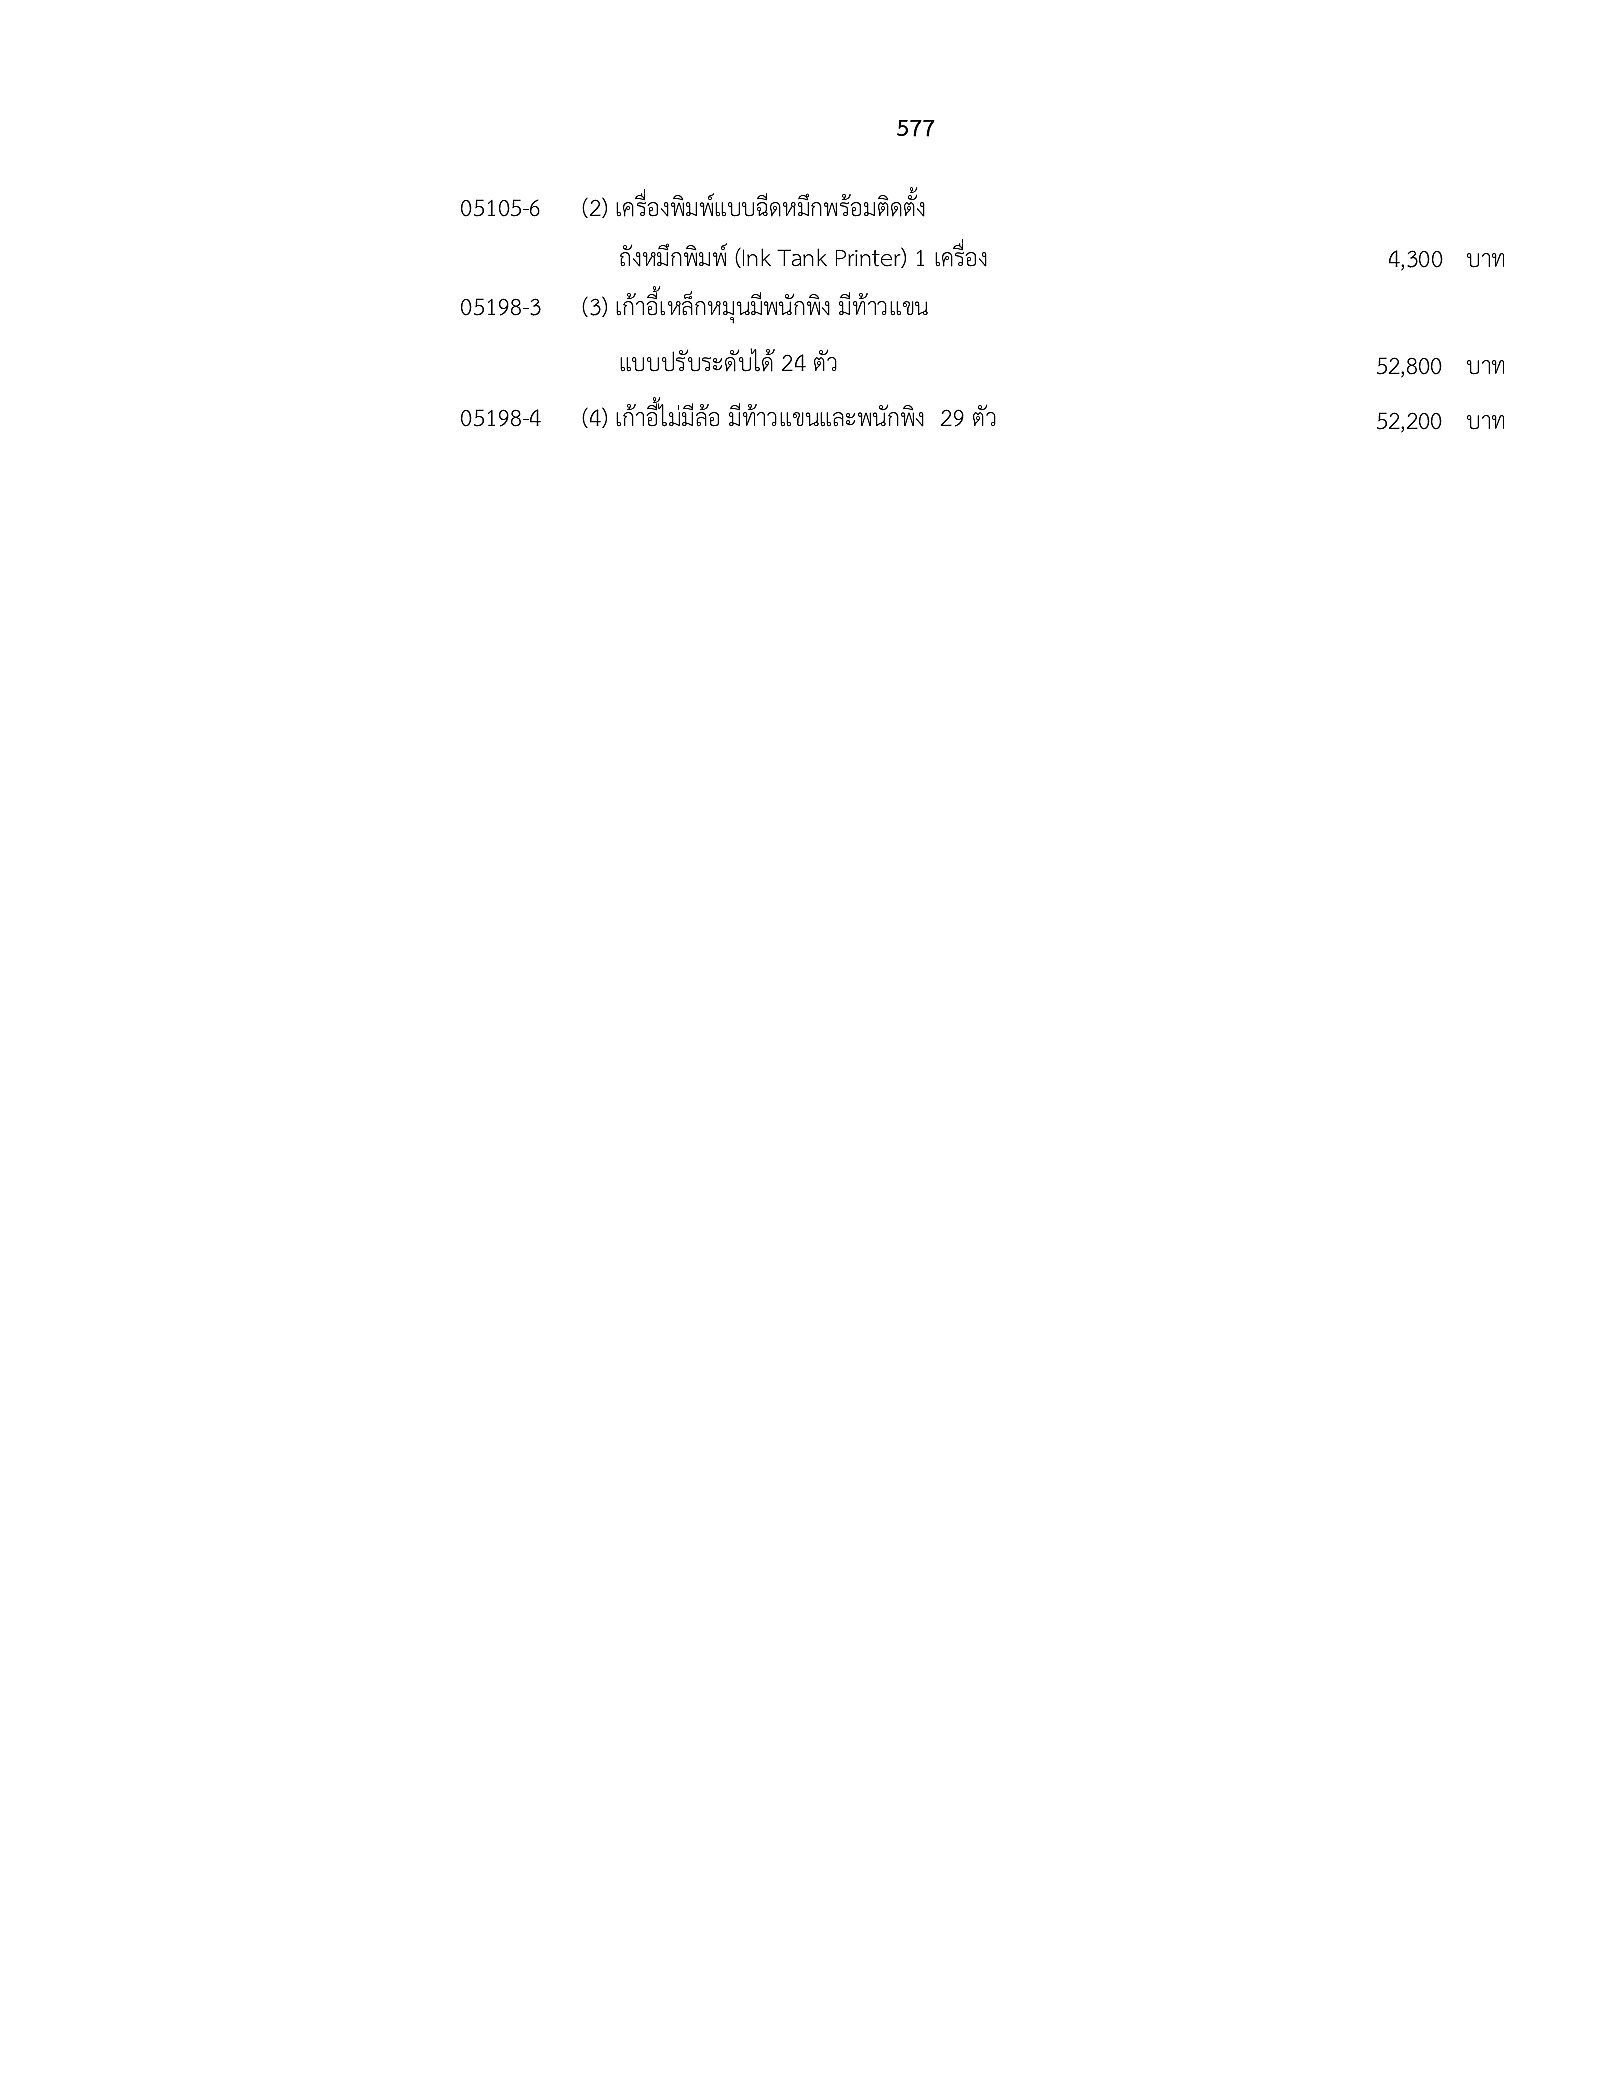 577
05105-6 (2) เครื่องพิมพ์แบบฉีดหมึกพร้อมติดตั้ง
ถังหมึกพิมพ์ (Ink Tank Printer) 1 เครื่อง 4,300 บาท
05198-3 (3) เก้าอี้เหล็กหมุนมีพนักพิง มีท้าวแขน
แบบปรับระดับได้ 24 ตัว 52,800 บาท
05198-4 (4) เก้าอี้ไม่มีล้อ มีท้าวแขนและพนักพิง 29 ตัว 52,200 บาท